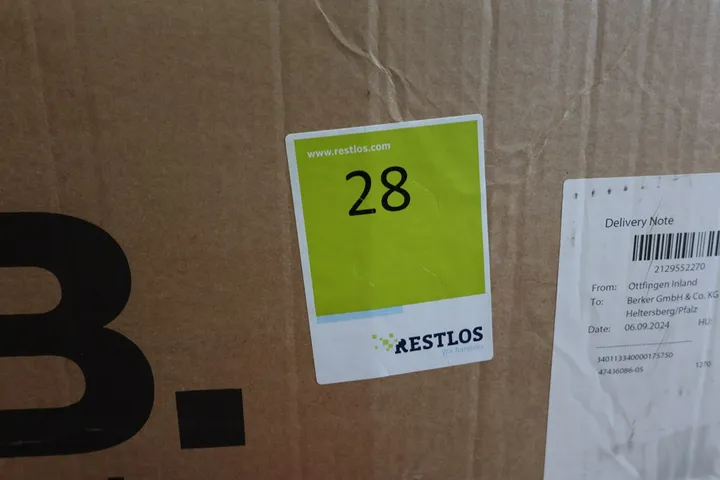 B.
www.restlos.com
28
RESTLOS
Delivery Note
2129552270
From: Ottfingen Inland
To: Berker GmbH & Co. KG
Heltersberg/Pfalz
Date: 06.09.2024 HU:
340113340000175750
47436086-05 1270